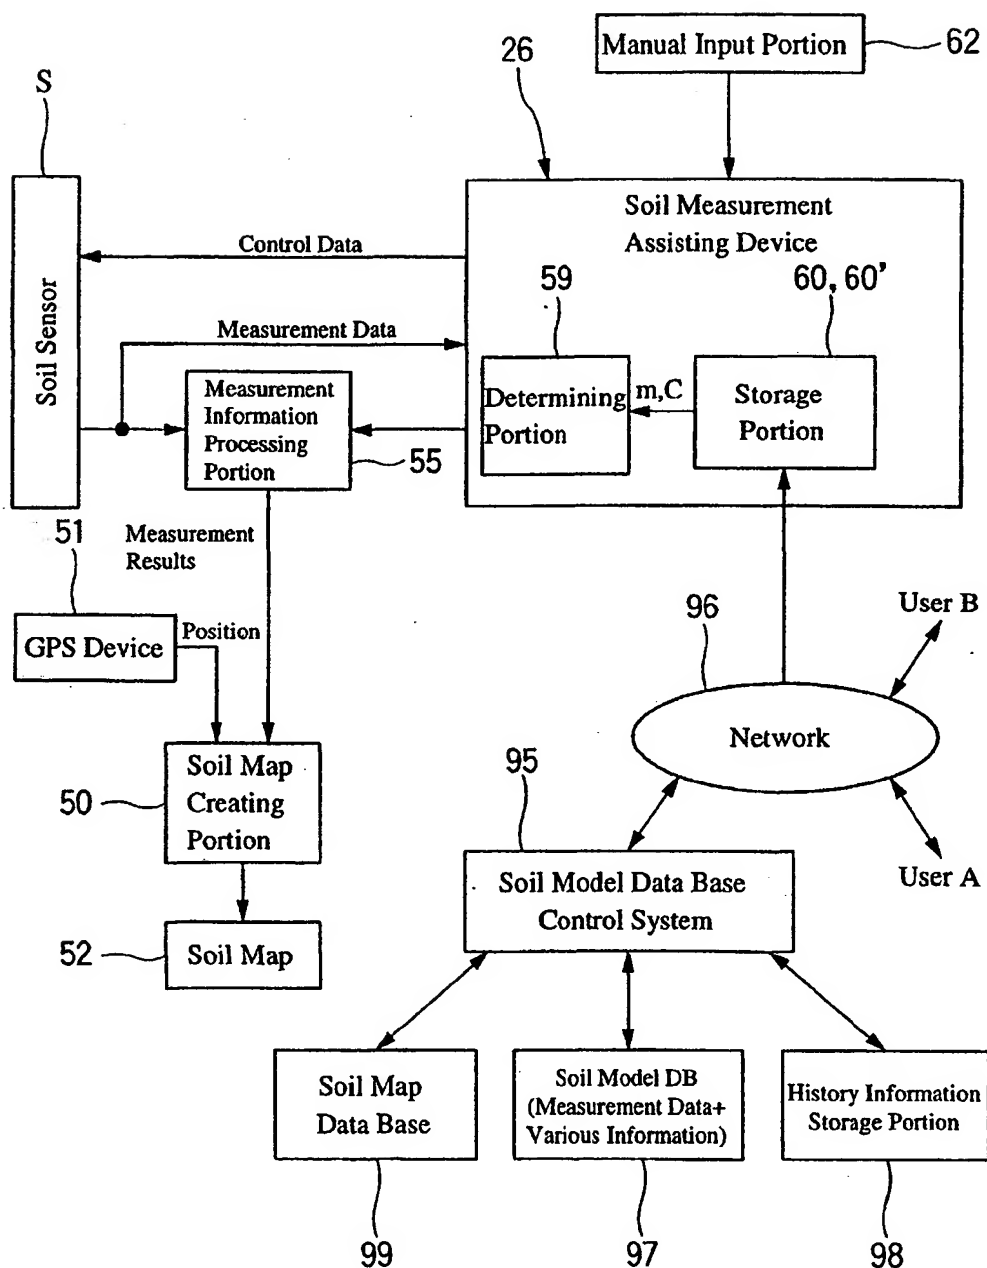 Manual Input Portion
62
26
S
Soil Measurement
Assisting Device
Control Data
59
60, 60'
Soil Sensor
Measurement Data
Measurement
Information
Processing
Portion
Determining
Portion
m,C
Storage
Portion
55
51
Measurement
Results
96
User B
GPS Device
Position
Network
Soil Map
Creating
Portion
50
95
Soil Model Data Base
Control System
User A
52
Soil Map
Soil Map
Data Base
Soil Model DB
(Measurement Data+
Various Information)
History Information
Storage Portion
99
97
98